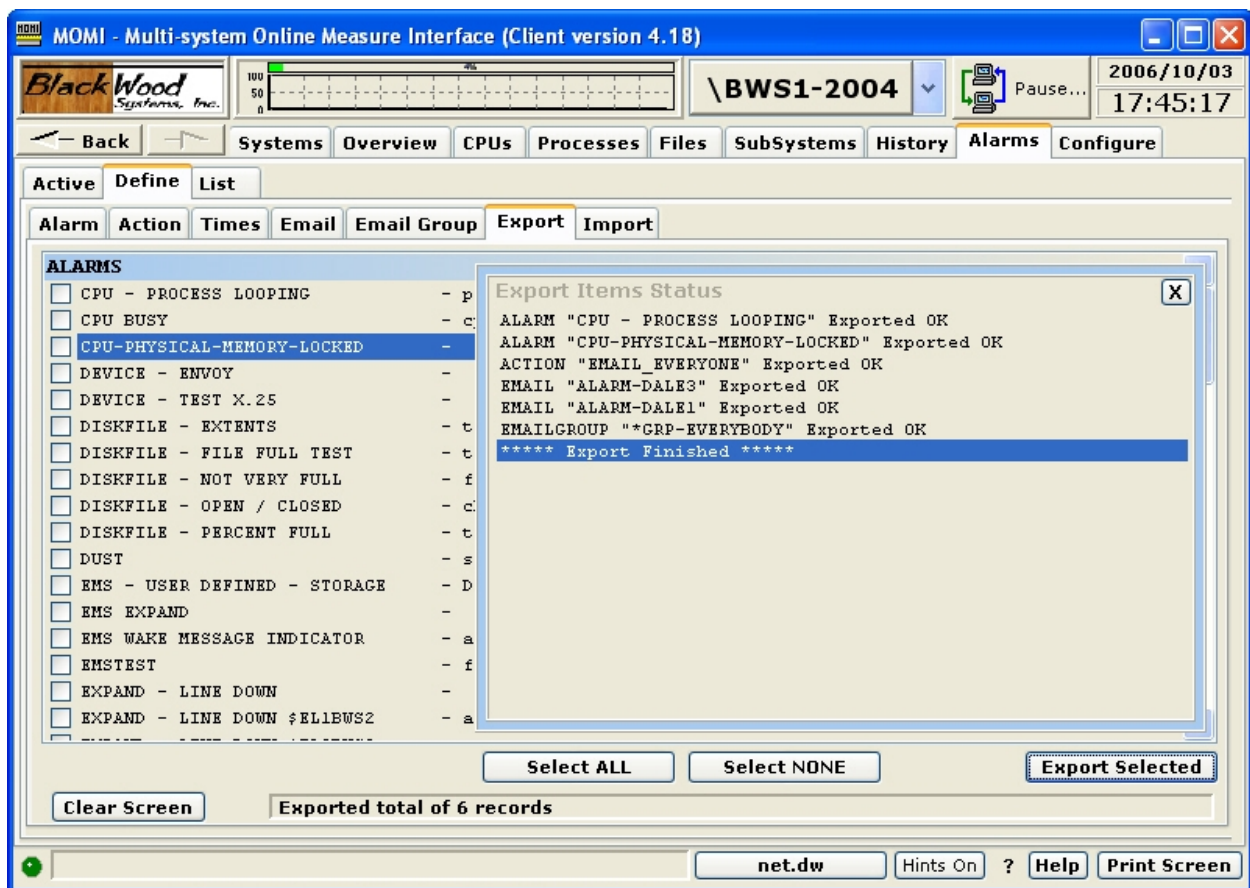 MOMI - Multi-system Online Measure Interface (Client version 4.18)
BlackWood Systems, Inc.
100
50
0
4%
\BWS1-2004
Pause...
2006/10/03
17:45:17
Back
Systems Overview CPUs Processes Files SubSystems History Alarms Configure
Active Define List
Alarm Action Times Email Email Group Export Import
ALARMS
CPU - PROCESS LOOPING - p
CPU BUSY - c
CPU-PHYSICAL-MEMORY-LOCKED -
DEVICE - ENVOY -
DEVICE - TEST X.25 -
DISKFILE - EXTENTS - t
DISKFILE - FILE FULL TEST - t
DISKFILE - NOT VERY FULL - f
DISKFILE - OPEN / CLOSED - c
DISKFILE - PERCENT FULL - t
DUST - s
EMS - USER DEFINED - STORAGE - D
EMS EXPAND -
EMS WAKE MESSAGE INDICATOR - a
EMSTEST - f
EXPAND - LINE DOWN -
EXPAND - LINE DOWN $EL1BWS2 - a
Export Items Status
X
ALARM "CPU - PROCESS LOOPING" Exported OK
ALARM "CPU-PHYSICAL-MEMORY-LOCKED" Exported OK
ACTION "EMAIL_EVERYONE" Exported OK
EMAIL "ALARM-DALE3" Exported OK
EMAIL "ALARM-DALE1" Exported OK
EMAILGROUP "*GRP-EVERYBODY" Exported OK
***** Export Finished *****
Select ALL Select NONE Export Selected
Clear Screen Exported total of 6 records
net.dw Hints On ? Help Print Screen